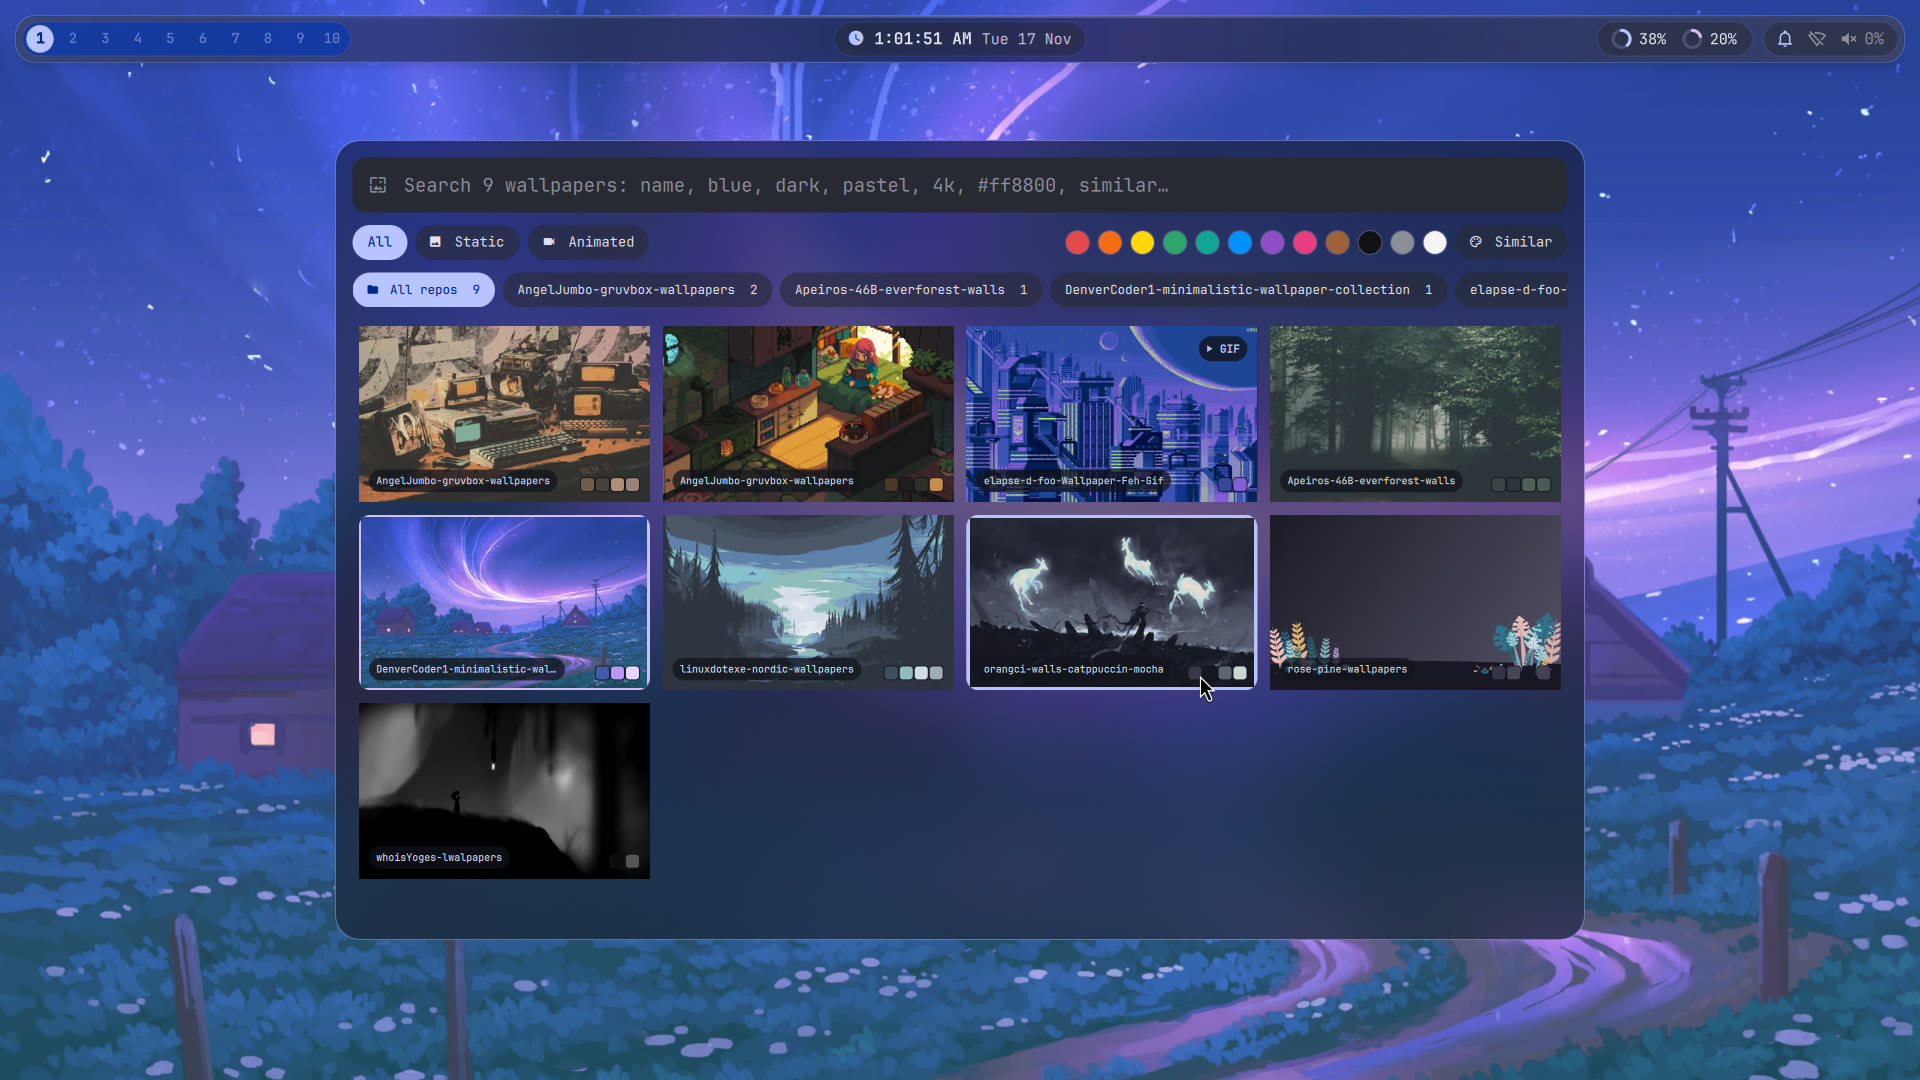 1 2 3 4 5 6 7 8 9 10
1:01:51 AM Tue 17 Nov
38% 20% 0%
Search 9 wallpapers: name, blue, dark, pastel, 4k, #ff8800, similar…
All Static Animated Similar
All repos 9 AngelJumbo-gruvbox-wallpapers 2 Apeiros-46B-everforest-walls 1 DenverCoder1-minimalistic-wallpaper-collection 1 elapse-d-foo-
GIF
AngelJumbo-gruvbox-wallpapers AngelJumbo-gruvbox-wallpapers elapse-d-foo-Wallpaper-Feh-Gif Apeiros-46B-everforest-walls
DenverCoder1-minimalistic-wal… linuxdotexe-nordic-wallpapers orangci-walls-catppuccin-mocha rose-pine-wallpapers
whoisYoges-lwalpapers